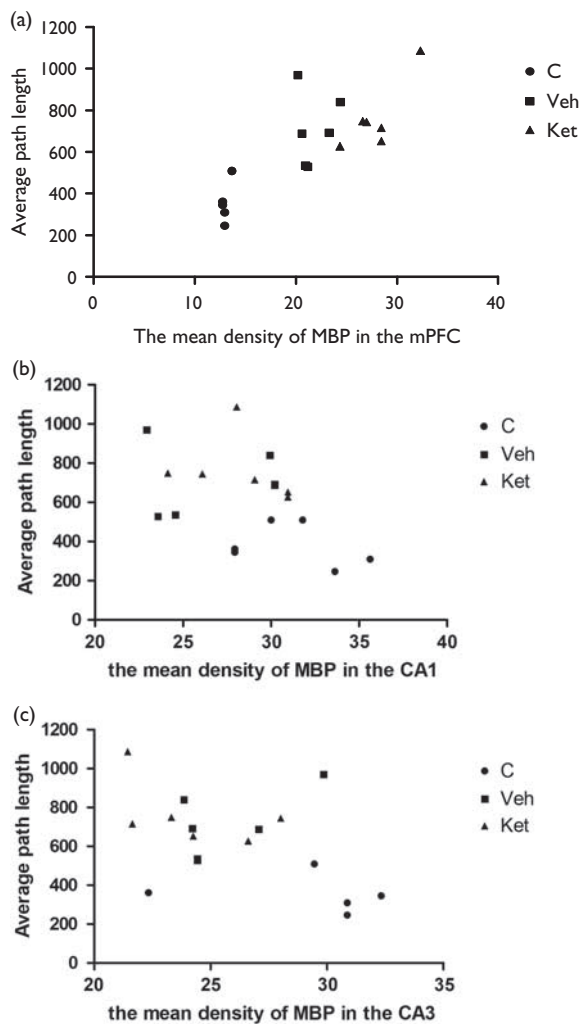 (a)
1200
1000
800
600
400
200
0
Average path length
0 10 20 30 40
The mean density of MBP in the mPFC
C
Veh
Ket
(b)
1200
1000
800
600
400
200
0
Average path length
20 25 30 35 40
the mean density of MBP in the CA1
C
Veh
Ket
(c)
1200
1000
800
600
400
200
0
Average path length
20 25 30 35
the mean density of MBP in the CA3
C
Veh
Ket